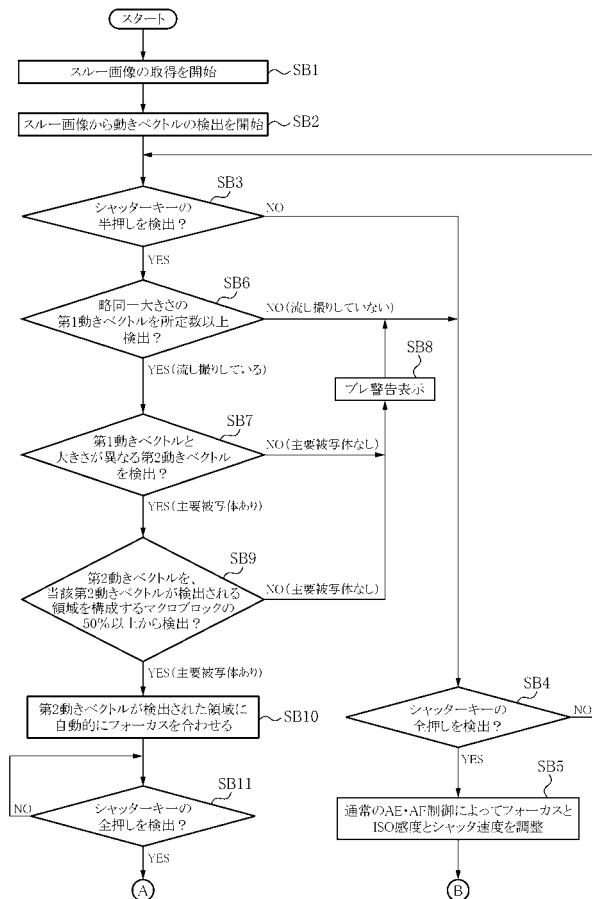 スタート
スルー画像の取得を開始
SB1
スルー画像から動きベクトルの検出を開始
SB2
SB3
シャッターキーの
半押しを検出?
NO
YES
SB6
略同一大きさの
第1動きベクトルを所定数以上
検出?
NO(流し撮りしていない)
YES(流し撮りしている)
SB8
ブレ警告表示
SB7
第1動きベクトルと
大きさが異なる第2動きベクトル
を検出?
NO(主要被写体なし)
YES(主要被写体あり)
SB9
第2動きベクトルを、
当該第2動きベクトルが検出される
領域を構成するマクロブロックの
50%以上から検出?
NO(主要被写体なし)
YES(主要被写体あり)
第2動きベクトルが検出された領域に
自動的にフォーカスを合わせる
SB10
SB11
シャッターキーの
全押しを検出?
NO
YES
A
SB4
シャッターキーの
全押しを検出?
NO
YES
SB5
通常のAE・AF制御によってフォーカスと
ISO感度とシャッタ速度を調整
B